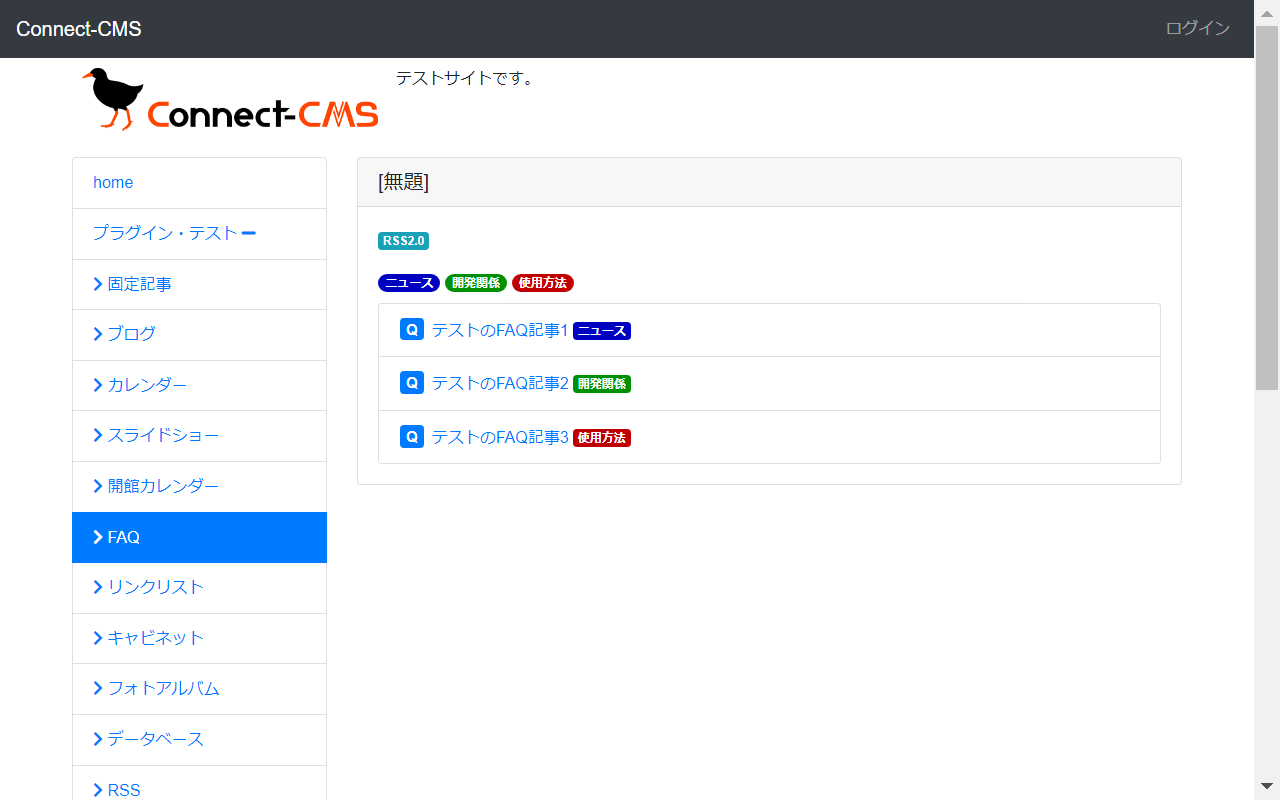 Connect-CMS
ログイン
Connect-CMS
テストサイトです。
home
プラグイン・テスト
固定記事
ブログ
カレンダー
スライドショー
開館カレンダー
FAQ
リンクリスト
キャビネット
フォトアルバム
データベース
RSS
[無題]
RSS2.0
ニュース 開発関係 使用方法
Q テストのFAQ記事1 ニュース
Q テストのFAQ記事2 開発関係
Q テストのFAQ記事3 使用方法